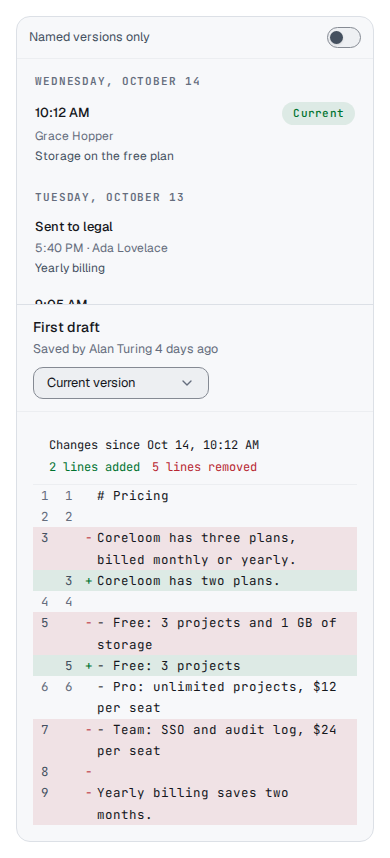 Named versions only
WEDNESDAY, OCTOBER 14
10:12 AM
Current
Grace Hopper
Storage on the free plan
TUESDAY, OCTOBER 13
Sent to legal
5:40 PM · Ada Lovelace
Yearly billing
9:05 AM
First draft
Saved by Alan Turing 4 days ago
Current version
Changes since Oct 14, 10:12 AM
2 lines added 5 lines removed
1 1 # Pricing
2 2
3 - Coreloom has three plans,
billed monthly or yearly.
3 + Coreloom has two plans.
4 4
5 - - Free: 3 projects and 1 GB of
storage
5 + - Free: 3 projects
6 6 - Pro: unlimited projects, $12
per seat
7 - - Team: SSO and audit log, $24
per seat
8 -
9 - Yearly billing saves two
months.